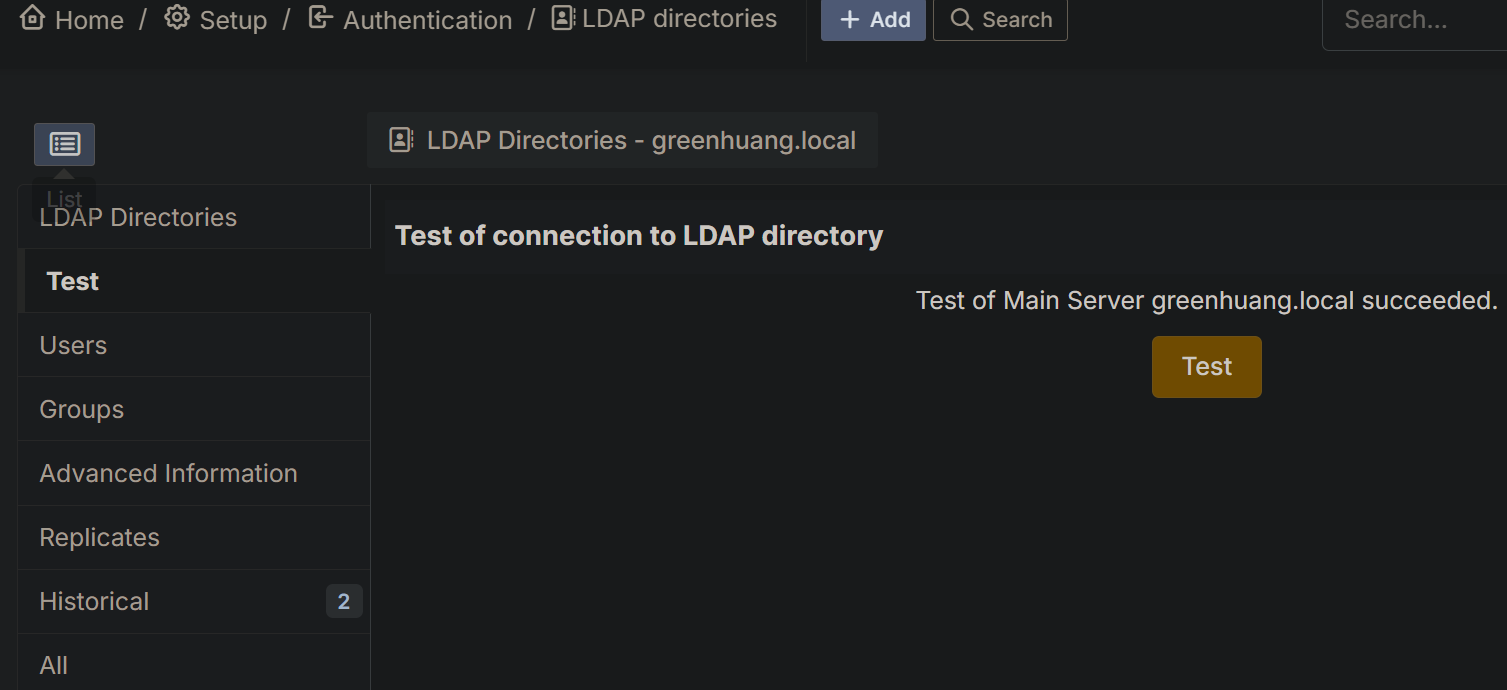 Home / Setup / Authentication / LDAP directories + Add Search Search...
LDAP Directories - greenhuang.local
List
LDAP Directories
Test of connection to LDAP directory
Test
Test of Main Server greenhuang.local succeeded.
Users
Test
Groups
Advanced Information
Replicates
Historical 2
All